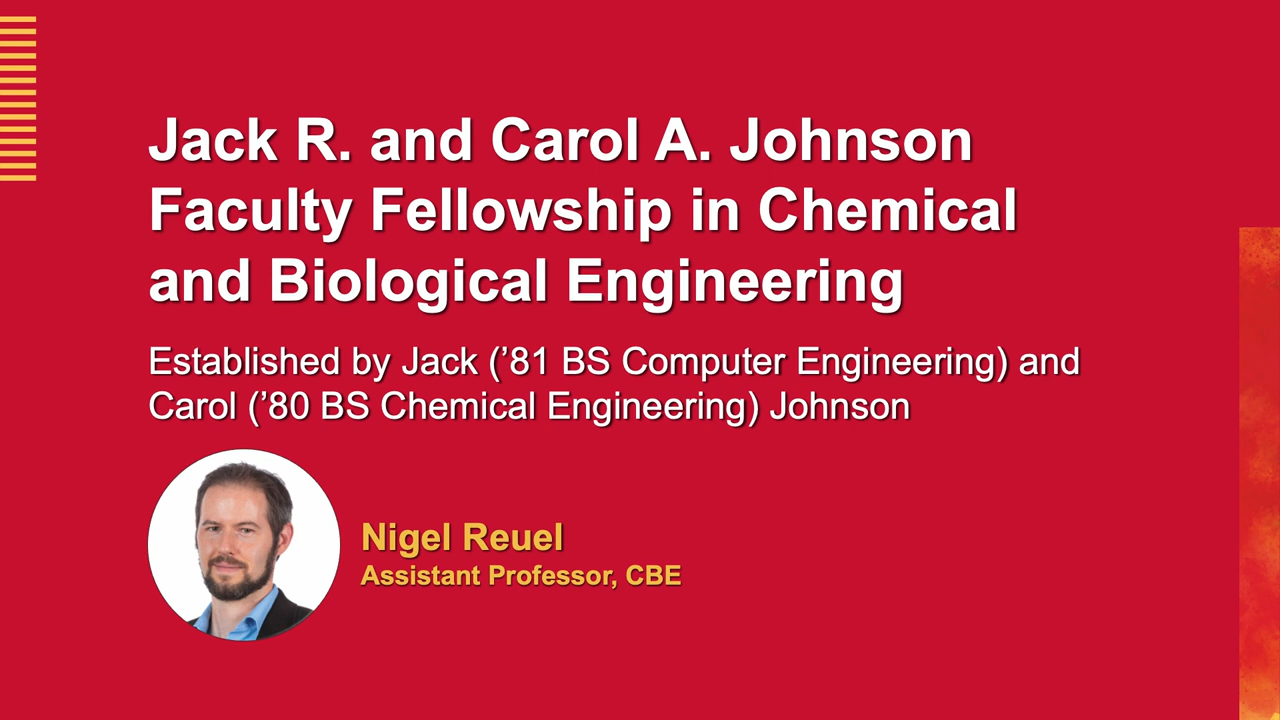 Jack R. and Carol A. Johnson
Faculty Fellowship in Chemical
and Biological Engineering
Established by Jack (’81 BS Computer Engineering) and
Carol (’80 BS Chemical Engineering) Johnson
Nigel Reuel
Assistant Professor, CBE